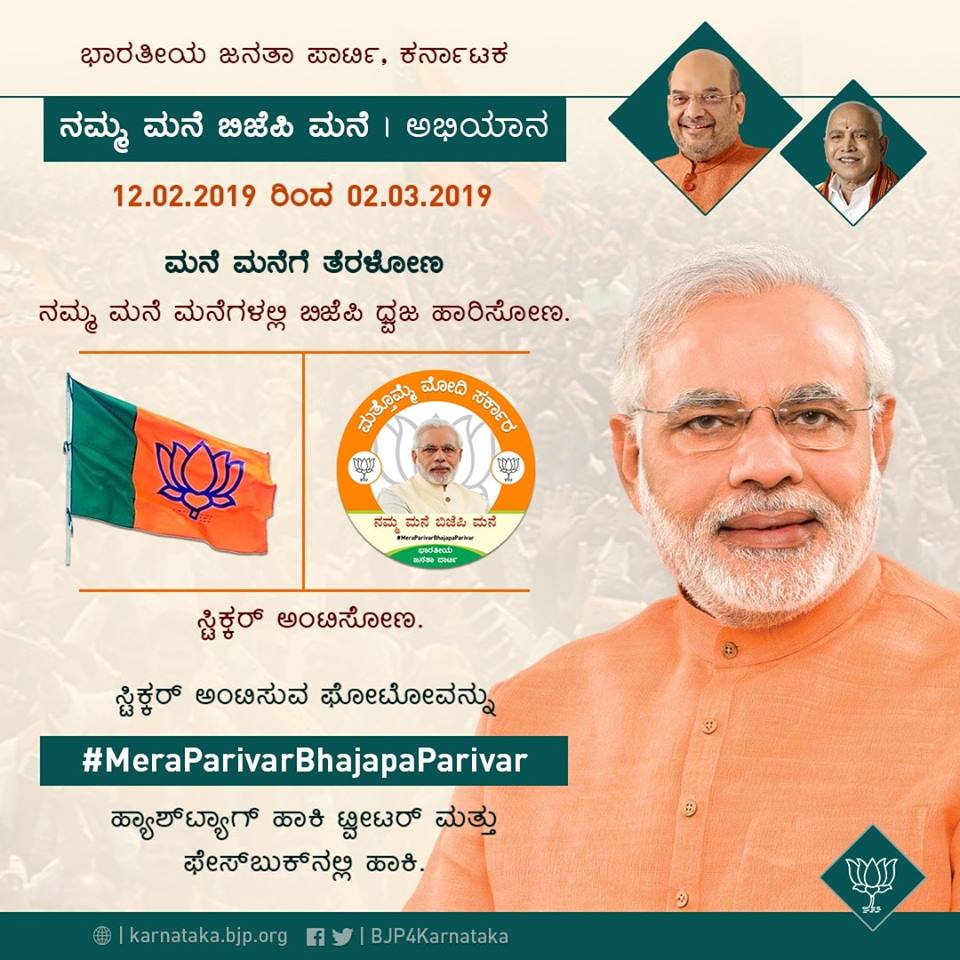 ಭಾರತೀಯ ಜನತಾ ಪಾರ್ಟಿ, ಕರ್ನಾಟಕ
ನಮ್ಮ ಮನೆ ಬಿಜೆಪಿ ಮನೆ | ಅಭಿಯಾನ
12.02.2019 ರಿಂದ 02.03.2019
ಮನೆ ಮನೆಗೆ ತೆರಳೋಣ
ನಮ್ಮ ಮನೆ ಮನೆಗಳಲ್ಲಿ ಬಿಜೆಪಿ ಧ್ವಜ ಹಾರಿಸೋಣ.
ಮತ್ತೊಮ್ಮೆ ಮೋದಿ ಸರ್ಕಾರ
ನಮ್ಮ ಮನೆ ಬಿಜೆಪಿ ಮನೆ
#MeraParivarBhajapaParivar
ಭಾರತೀಯ
ಜನತಾ ಪಾರ್ಟಿ
ಸ್ಟಿಕ್ಕರ್ ಅಂಟಿಸೋಣ.
ಸ್ಟಿಕ್ಕರ್ ಅಂಟಿಸುವ ಫೋಟೋವನ್ನು
#MeraParivarBhajapaParivar
ಹ್ಯಾಶ್‌ಟ್ಯಾಗ್ ಹಾಕಿ ಟ್ವೀಟರ್ ಮತ್ತು
ಫೇಸ್‌ಬುಕ್‌ನಲ್ಲಿ ಹಾಕಿ.
| karnataka.bjp.org | BJP4Karnataka